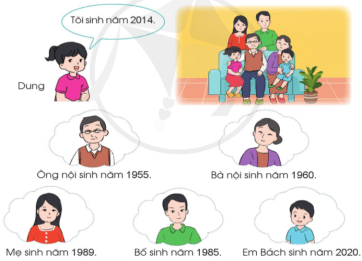 Tôi sinh năm 2014.
Dung
Ông nội sinh năm 1955.
Bà nội sinh năm 1960.
Mẹ sinh năm 1989.
Bố sinh năm 1985.
Em Bách sinh năm 2020.